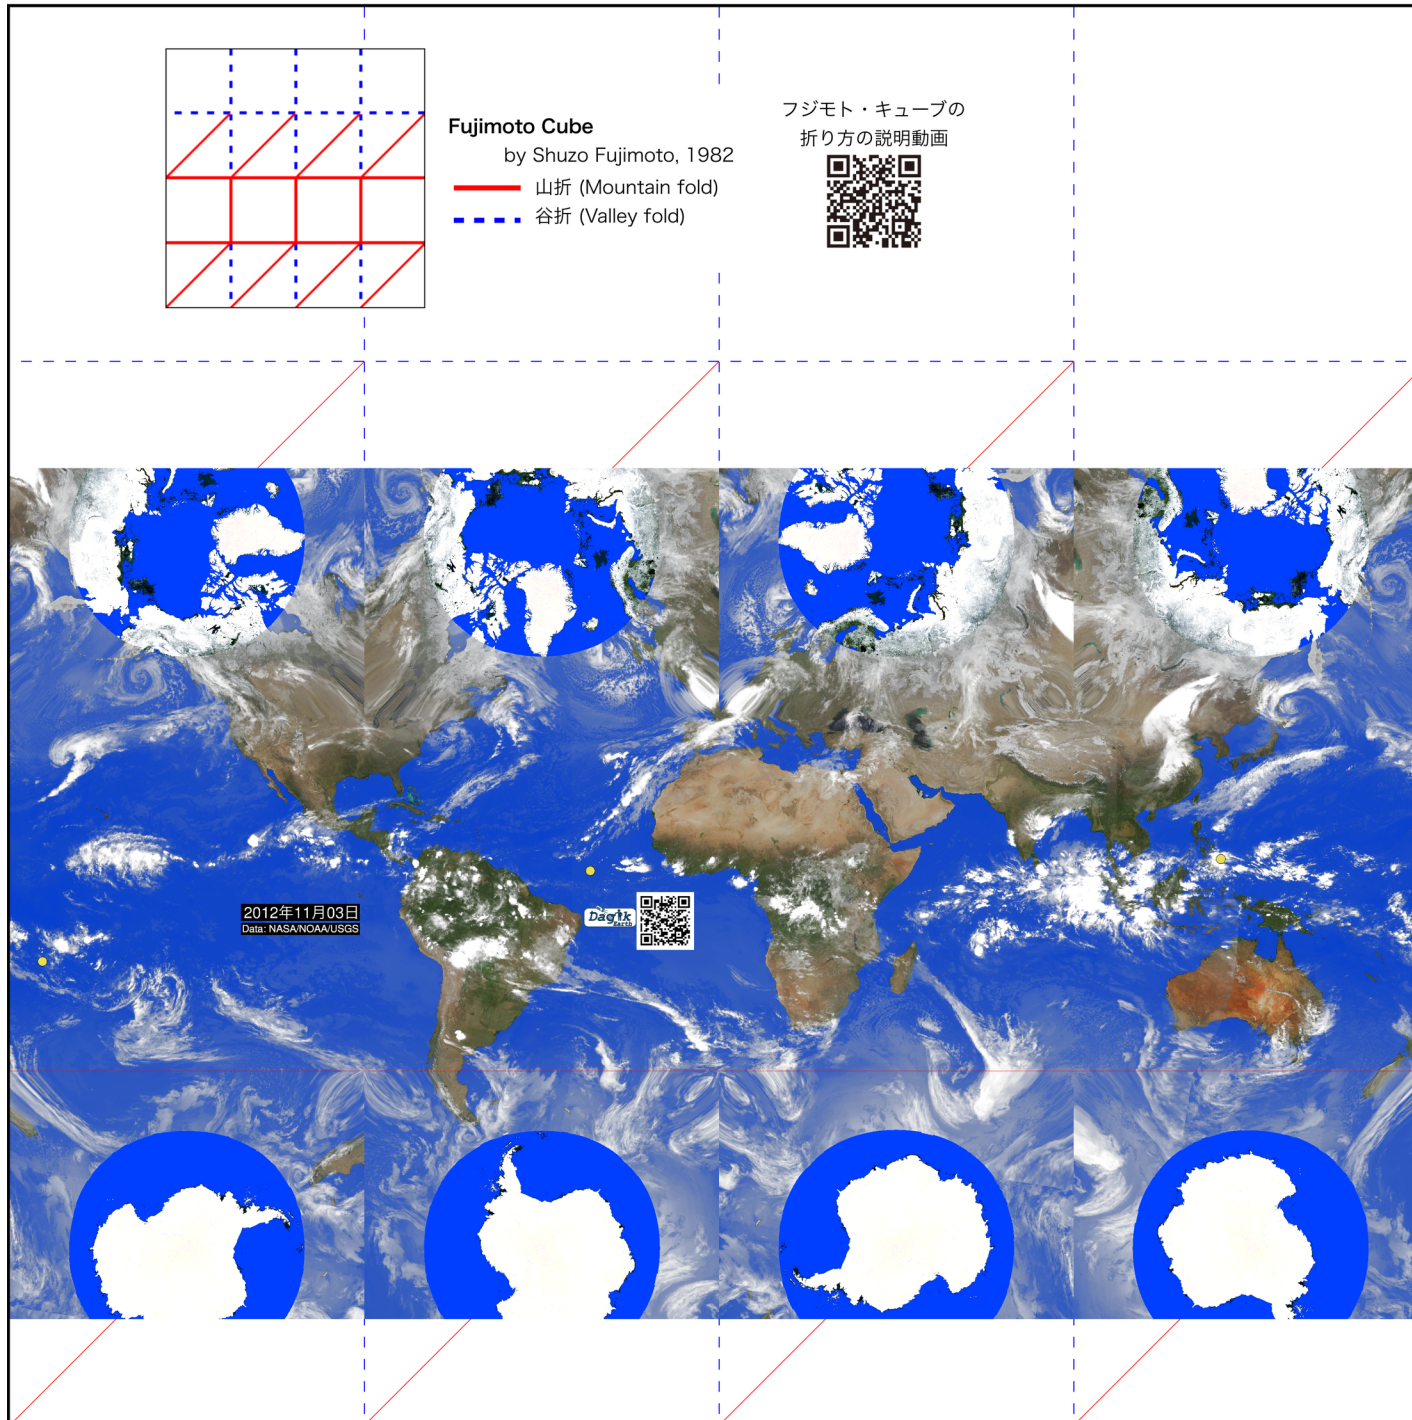 Fujimoto Cube
by Shuzo Fujimoto, 1982
山折 (Mountain fold)
谷折 (Valley fold)
フジモト・キューブの
折り方の説明動画
2012年11月03日
Data: NASA/NOAA/USGS
Dagik
Earth